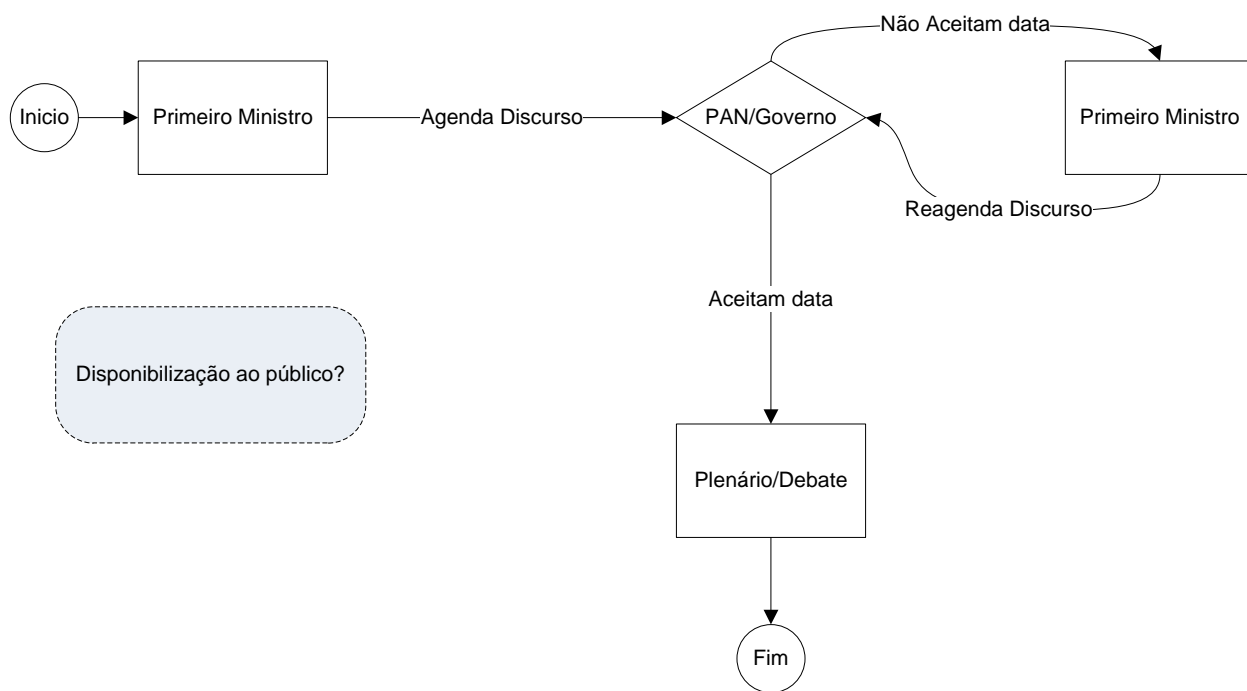 Não Aceitam data
Inicio
Primeiro Ministro
Agenda Discurso
PAN/Governo
Primeiro Ministro
Reagenda Discurso
Aceitam data
Disponibilização ao público?
Plenário/Debate
Fim